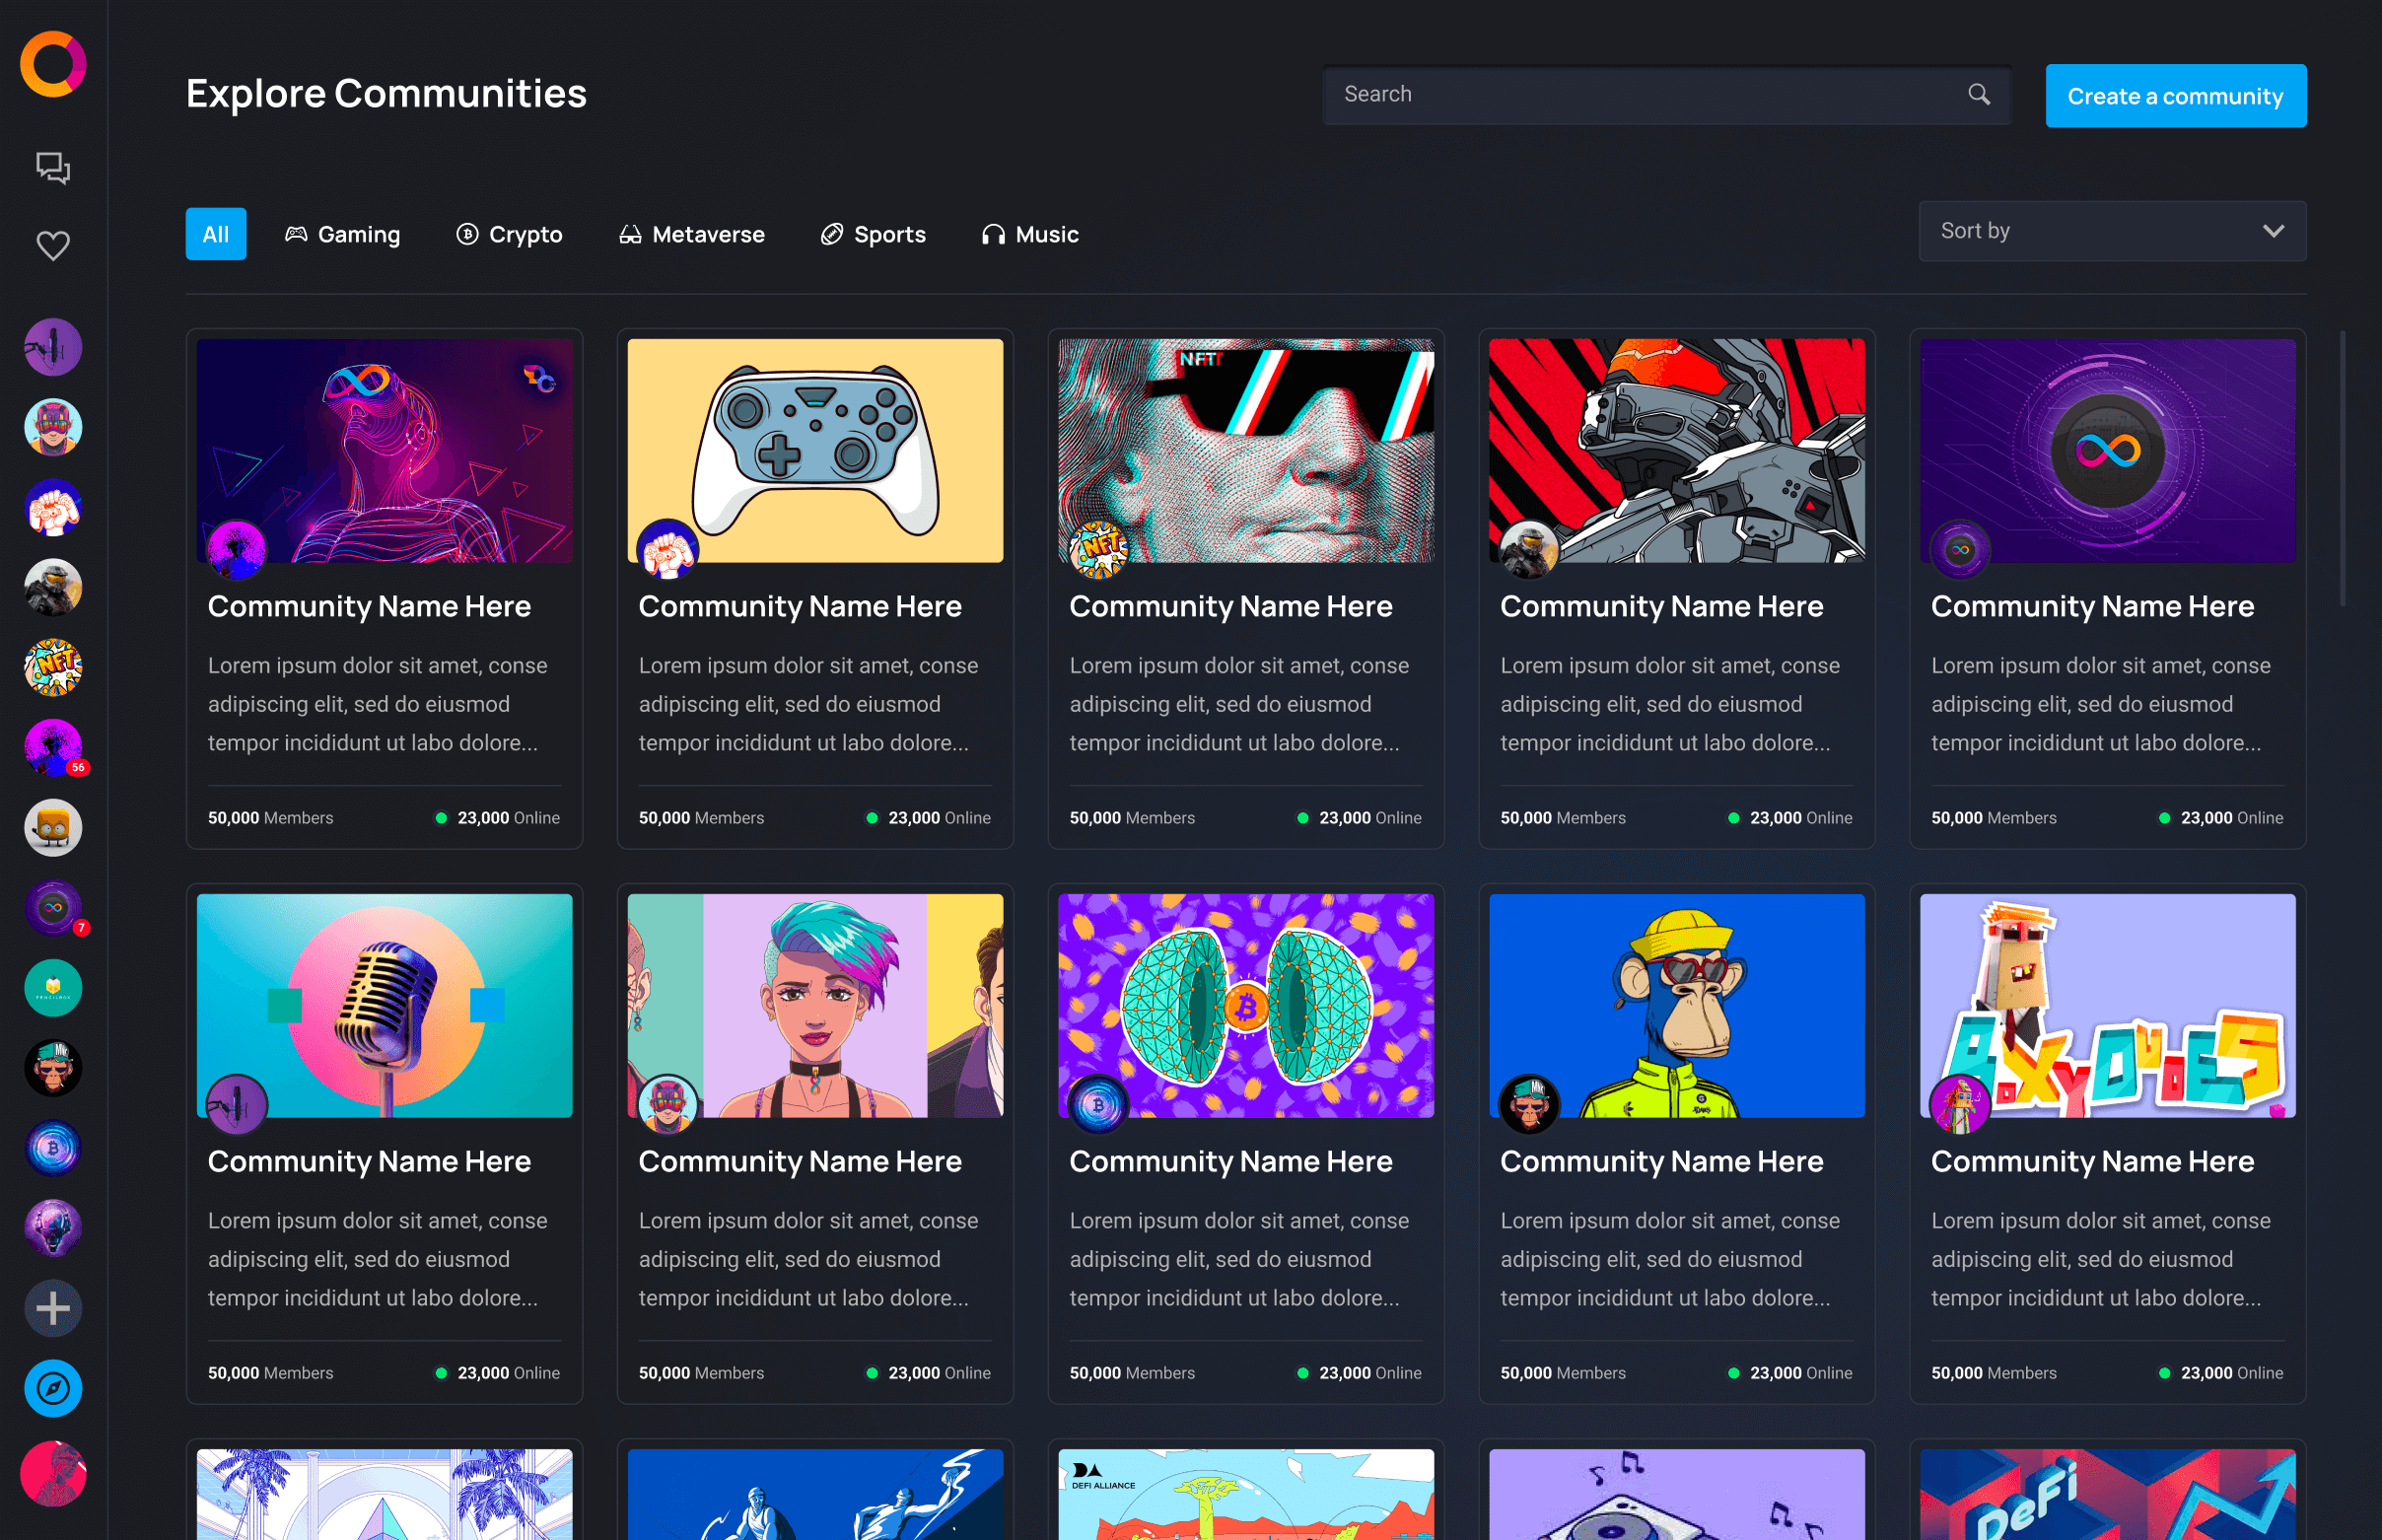 Explore Communities
Search
Create a community
All
Gaming
Crypto
Metaverse
Sports
Music
Sort by
NFT
Community Name Here
Lorem ipsum dolor sit amet, conse
adipiscing elit, sed do eiusmod
tempor incididunt ut labo dolore...
50,000 Members
23,000 Online
NFT
Community Name Here
Lorem ipsum dolor sit amet, conse
adipiscing elit, sed do eiusmod
tempor incididunt ut labo dolore...
50,000 Members
23,000 Online
Community Name Here
Lorem ipsum dolor sit amet, conse
adipiscing elit, sed do eiusmod
tempor incididunt ut labo dolore...
50,000 Members
23,000 Online
Community Name Here
Lorem ipsum dolor sit amet, conse
adipiscing elit, sed do eiusmod
tempor incididunt ut labo dolore...
50,000 Members
23,000 Online
Community Name Here
Lorem ipsum dolor sit amet, conse
adipiscing elit, sed do eiusmod
tempor incididunt ut labo dolore...
50,000 Members
23,000 Online
NFT
56
7
PENCILBOX
BOXYDUDES
Community Name Here
Lorem ipsum dolor sit amet, conse
adipiscing elit, sed do eiusmod
tempor incididunt ut labo dolore...
50,000 Members
23,000 Online
Community Name Here
Lorem ipsum dolor sit amet, conse
adipiscing elit, sed do eiusmod
tempor incididunt ut labo dolore...
50,000 Members
23,000 Online
Community Name Here
Lorem ipsum dolor sit amet, conse
adipiscing elit, sed do eiusmod
tempor incididunt ut labo dolore...
50,000 Members
23,000 Online
Community Name Here
Lorem ipsum dolor sit amet, conse
adipiscing elit, sed do eiusmod
tempor incididunt ut labo dolore...
50,000 Members
23,000 Online
Community Name Here
Lorem ipsum dolor sit amet, conse
adipiscing elit, sed do eiusmod
tempor incididunt ut labo dolore...
50,000 Members
23,000 Online
DEFI ALLIANCE
DeFi